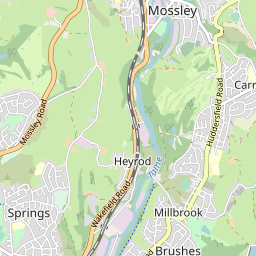 Mossley
Mossley Road
Huddersfield Road
Carr
Heyrod
Tame
Wakefield Road
Springs
Millbrook
Brushes